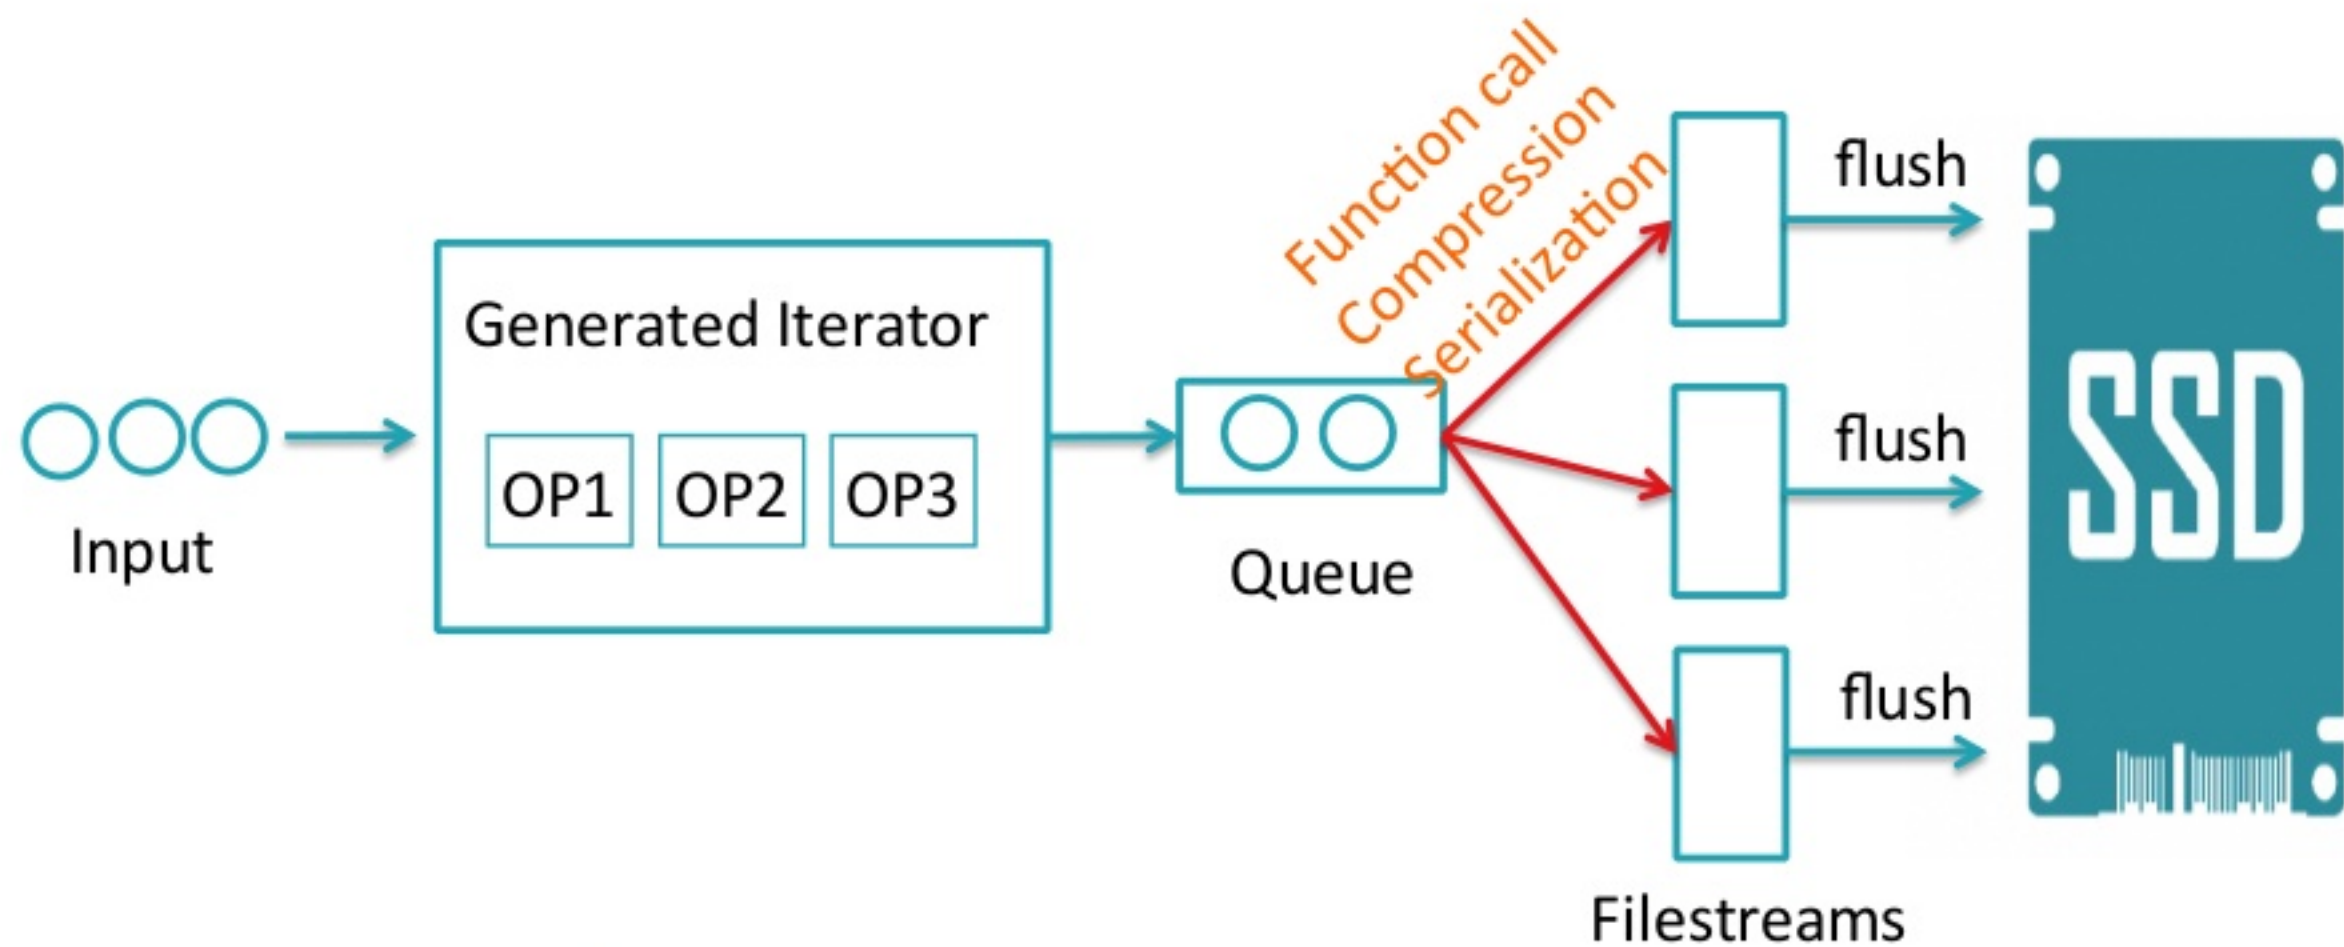 Input
Generated Iterator
OP1 OP2 OP3
Queue
Function call
Compression
Serialization
flush
flush
flush
Filestreams
SSD